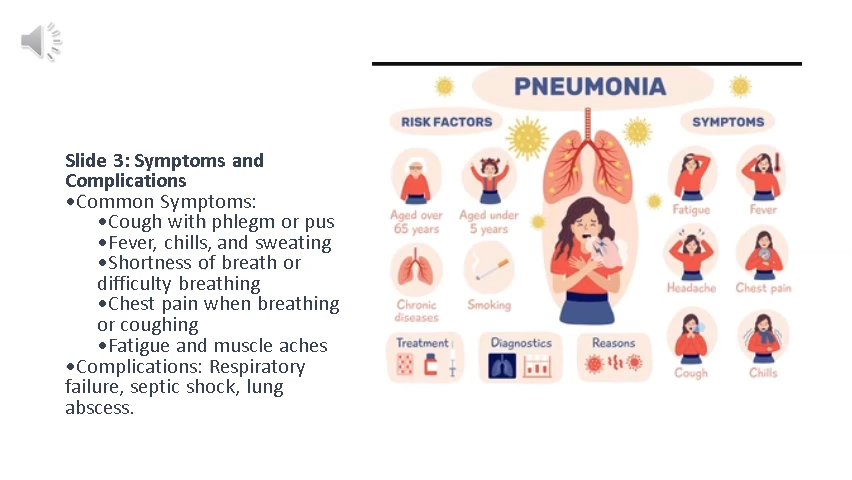 Slide 3: Symptoms and
Complications
•Common Symptoms:
•Cough with phlegm or pus
•Fever, chills, and sweating
•Shortness of breath or
difficulty breathing
•Chest pain when breathing
or coughing
•Fatigue and muscle aches
•Complications: Respiratory
failure, septic shock, lung
abscess.
PNEUMONIA
RISK FACTORS
Aged over
65 years
Aged under
5 years
Chronic
diseases
Smoking
SYMPTOMS
Fatigue
Fever
Headache
Chest pain
Cough
Chills
Treatment
Diagnostics
Reasons